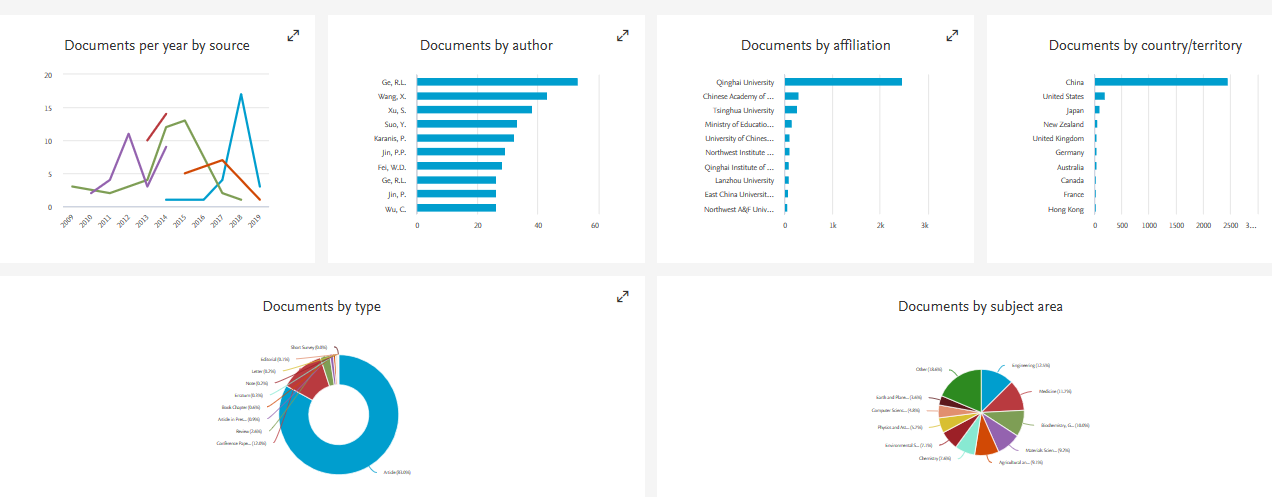 Documents per year by source
20
15
10
5
0
2009
2010
2011
2012
2013
2014
2015
2016
2017
2018
2019
Documents by author
Ge, R.L.
Wang, X.
Xu, S.
Suo, Y.
Karanis, P.
Jin, P.P.
Fei, W.D.
Ge, R.L.
Jin, P.
Wu, C.
0 20 40 60
Documents by affiliation
Qinghai University
Chinese Academy of ...
Tsinghua University
Ministry of Educatio...
University of Chines...
Northwest Institute ...
Qinghai Institute of ...
Lanzhou University
East China Universit...
Northwest A&F Univ...
0 1k 2k 3k
Documents by country/territory
China
United States
Japan
New Zealand
United Kingdom
Germany
Australia
Canada
France
Hong Kong
0 500 1000 1500 2000 2500 3...
Documents by type
Short Survey (0.0%)
Editorial (0.1%)
Letter (0.2%)
Note (0.2%)
Erratum (0.3%)
Book Chapter (0.6%)
Article in Pres... (0.9%)
Review (2.6%)
Conference Pape... (12.0%)
Article (83.0%)
Documents by subject area
Other (18.6%)
Earth and Plane... (3.6%)
Computer Scien... (4.8%)
Physics and Ast... (5.7%)
Environmental S... (7.1%)
Chemistry (7.6%)
Engineering (12.5%)
Medicine (11.7%)
Biochemistry, G... (10.0%)
Materials Scien... (9.2%)
Agricultural an... (9.1%)